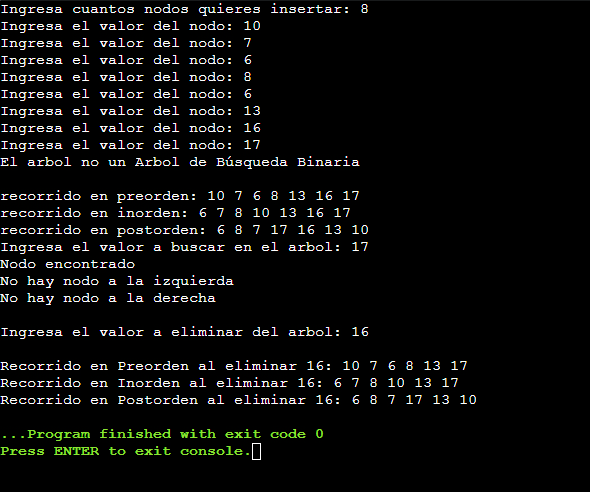 Ingresa cuantos nodos quieres insertar: 8
Ingresa el valor del nodo: 10
Ingresa el valor del nodo: 7
Ingresa el valor del nodo: 6
Ingresa el valor del nodo: 8
Ingresa el valor del nodo: 6
Ingresa el valor del nodo: 13
Ingresa el valor del nodo: 16
Ingresa el valor del nodo: 17
El arbol no un Arbol de Búsqueda Binaria
recorrido en preorden: 10 7 6 8 13 16 17
recorrido en inorden: 6 7 8 10 13 16 17
recorrido en postorden: 6 8 7 17 16 13 10
Ingresa el valor a buscar en el arbol: 17
Nodo encontrado
No hay nodo a la izquierda
No hay nodo a la derecha
Ingresa el valor a eliminar del arbol: 16
Recorrido en Preorden al eliminar 16: 10 7 6 8 13 17
Recorrido en Inorden al eliminar 16: 6 7 8 10 13 17
Recorrido en Postorden al eliminar 16: 6 8 7 17 13 10
...Program finished with exit code 0
Press ENTER to exit console.